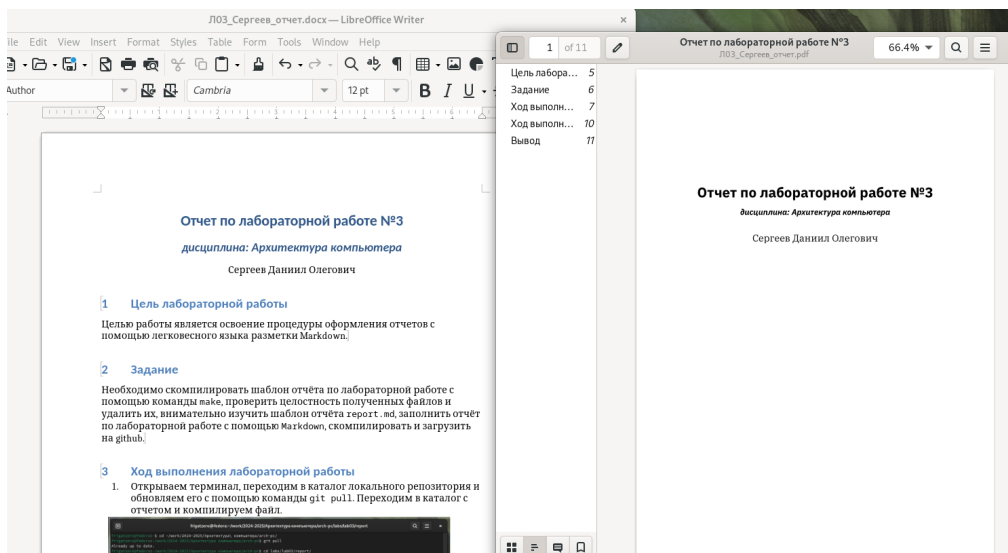 Л03_Сергеев_отчет.docx — LibreOffice Writer
Edit View Insert Format Styles Table Form Tools Window Help
Cambria
12 pt
B I U
Отчет по лабораторной работе №3
дисциплина: Архитектура компьютера
Сергеев Даниил Олегович
1 Цель лабораторной работы
Целью работы является освоение процедуры оформления отчетов с
помощью легковесного языка разметки Markdown.
2 Задание
Необходимо скомпилировать шаблон отчёта по лабораторной работе с
помощью команды make, проверить целостность полученных файлов и
удалить их, внимательно изучить шаблон отчёта report.md, заполнить отчёт
по лабораторной работе с помощью Markdown, скомпилировать и загрузить
на github.
3 Ход выполнения лабораторной работы
1. Открываем терминал, переходим в каталог локального репозитория и
обновляем его с помощью команды git pull. Переходим в каталог с
отчетом и компилируем файл.
1 of 11
Отчет по лабораторной работе №3
Л03_Сергеев_отчет.pdf
66.4%
Цель лабора... 5
Задание 6
Ход выполн... 7
Ход выполн... 10
Вывод 11
Отчет по лабораторной работе №3
дисциплина: Архитектура компьютера
Сергеев Даниил Олегович